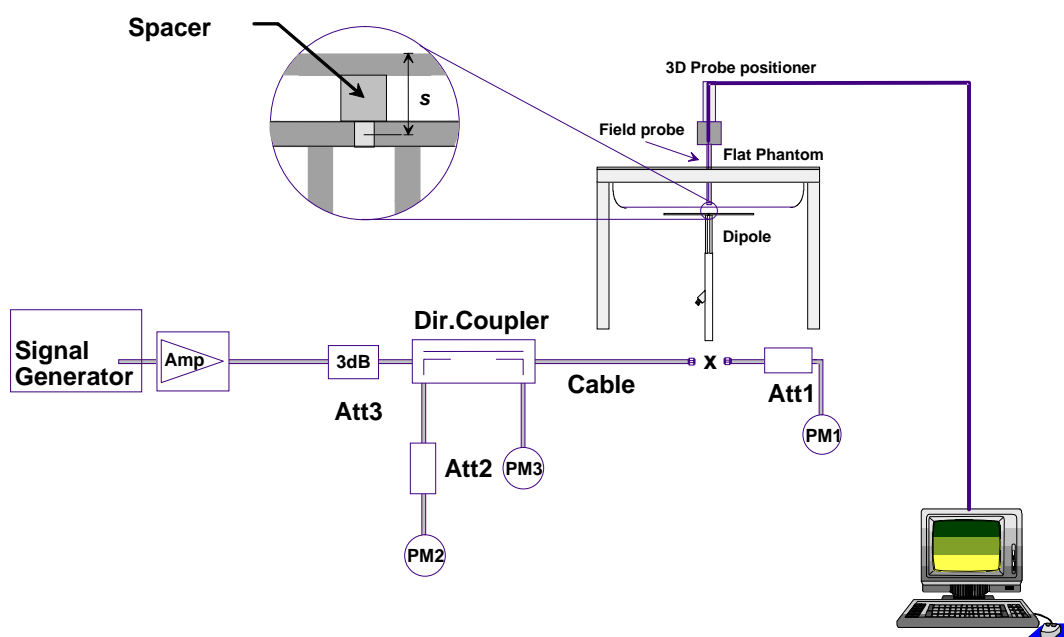 Spacer
s
3D Probe positioner
Field probe
Flat Phantom
Dipole
Signal
Generator
Amp
3dB
Att3
Dir.Coupler
Cable
x
Att1
PM1
Att2
PM3
PM2